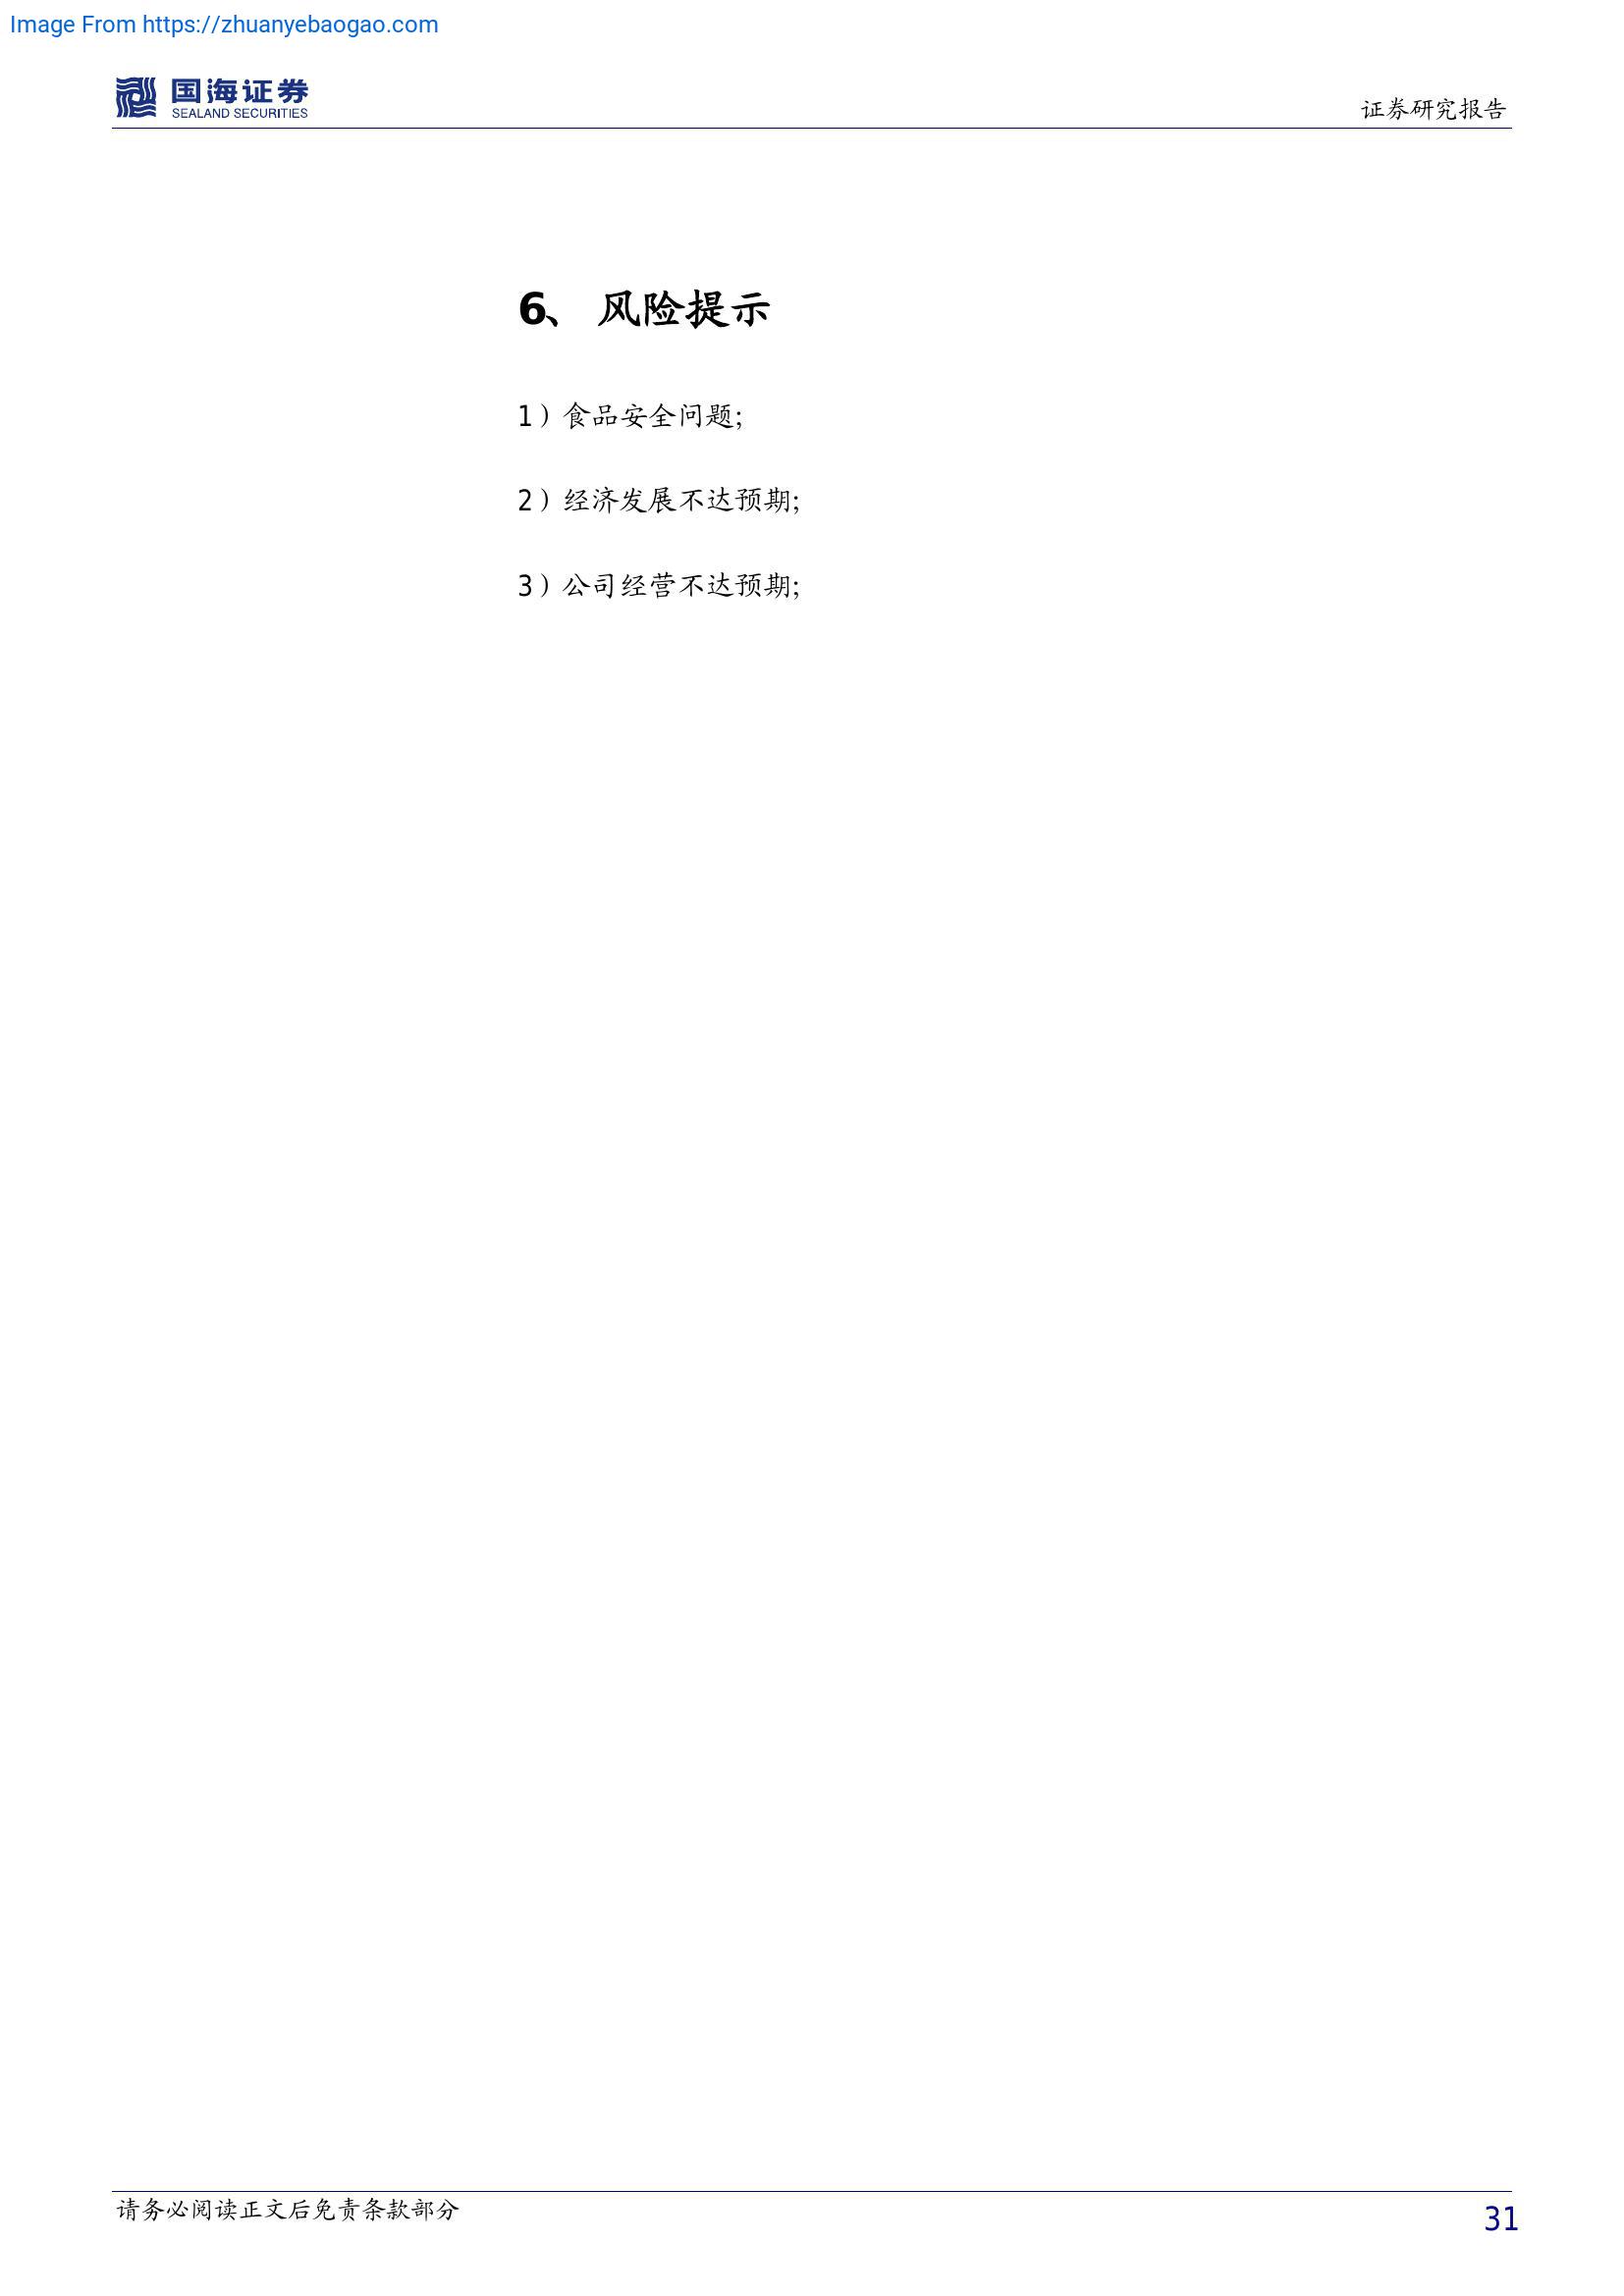 Image From https://zhuanyebaogao.com
国海证券
SEALAND SECURITIES
证券研究报告
6、 风险提示
1）食品安全问题;
2）经济发展不达预期;
3）公司经营不达预期;
请务必阅读正文后免责条款部分
31